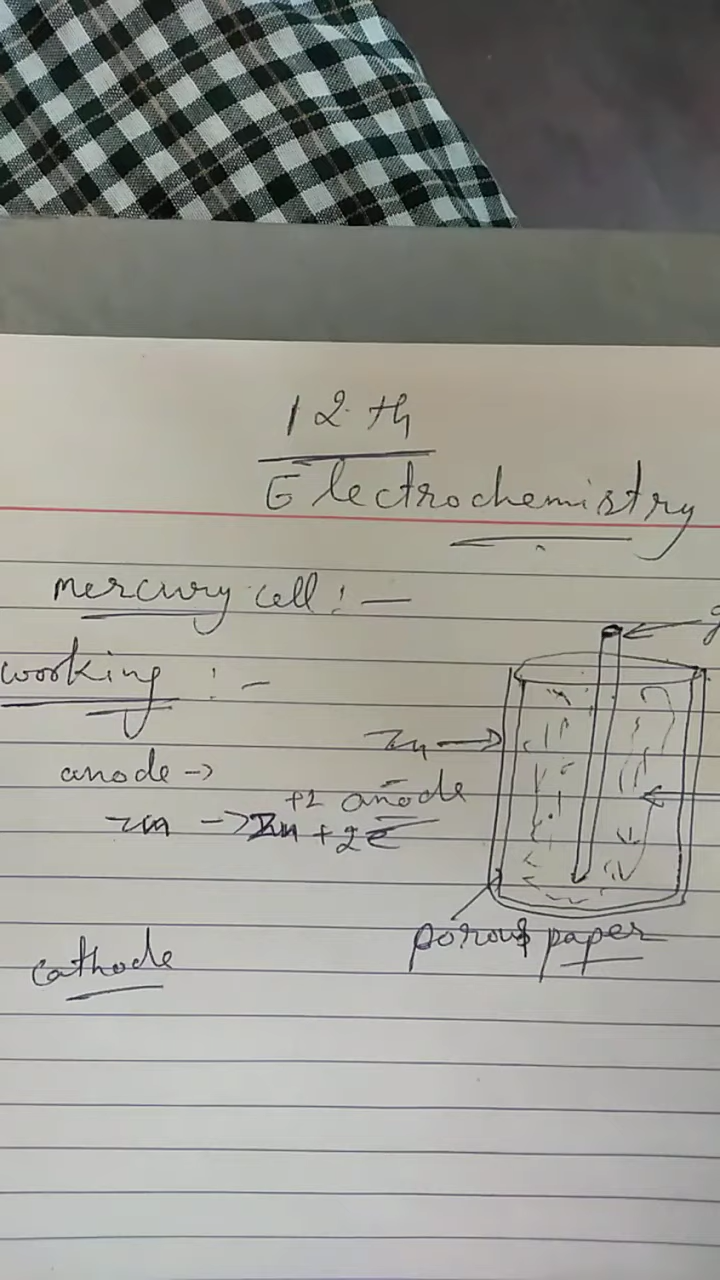 12th
Electrochemistry
mercury cell :-
working :-
Zn →
anode →
+2 anode
Zn → Zn + 2e⁻
porous paper
cathode